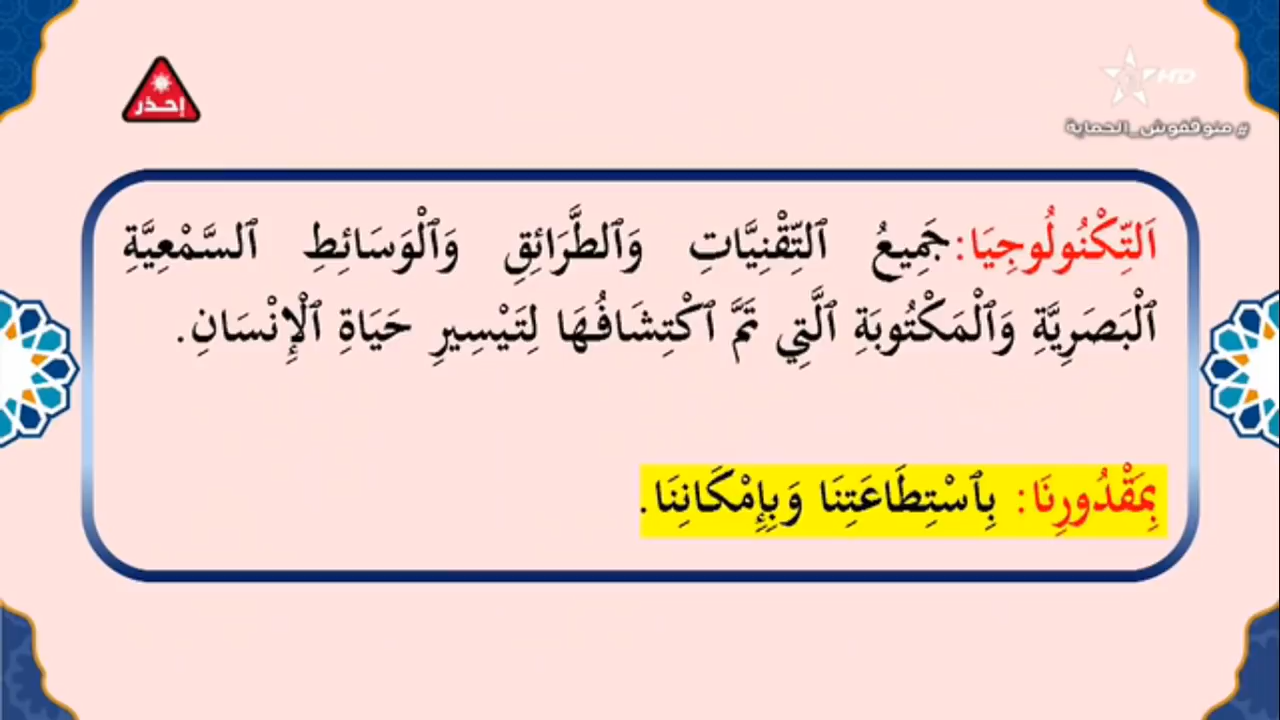 إحذر
HD
# منوقفوش_الحماية
اَلتِّكْنُولُوجِيَا: جَمِيعُ ٱلتِّقْنِيَّاتِ وَٱلطَّرَائِقِ وَٱلْوَسَائِطِ ٱلسَّمْعِيَّةِ
ٱلْبَصَرِيَّةِ وَٱلْمَكْتُوبَةِ ٱلَّتِي تَمَّ ٱكْتِشَافُهَا لِتَيْسِيرِ حَيَاةِ ٱلْإِنْسَانِ.
بِمَقْدُورِنَا: بِٱسْتِطَاعَتِنَا وَبِإِمْكَانِنَا.